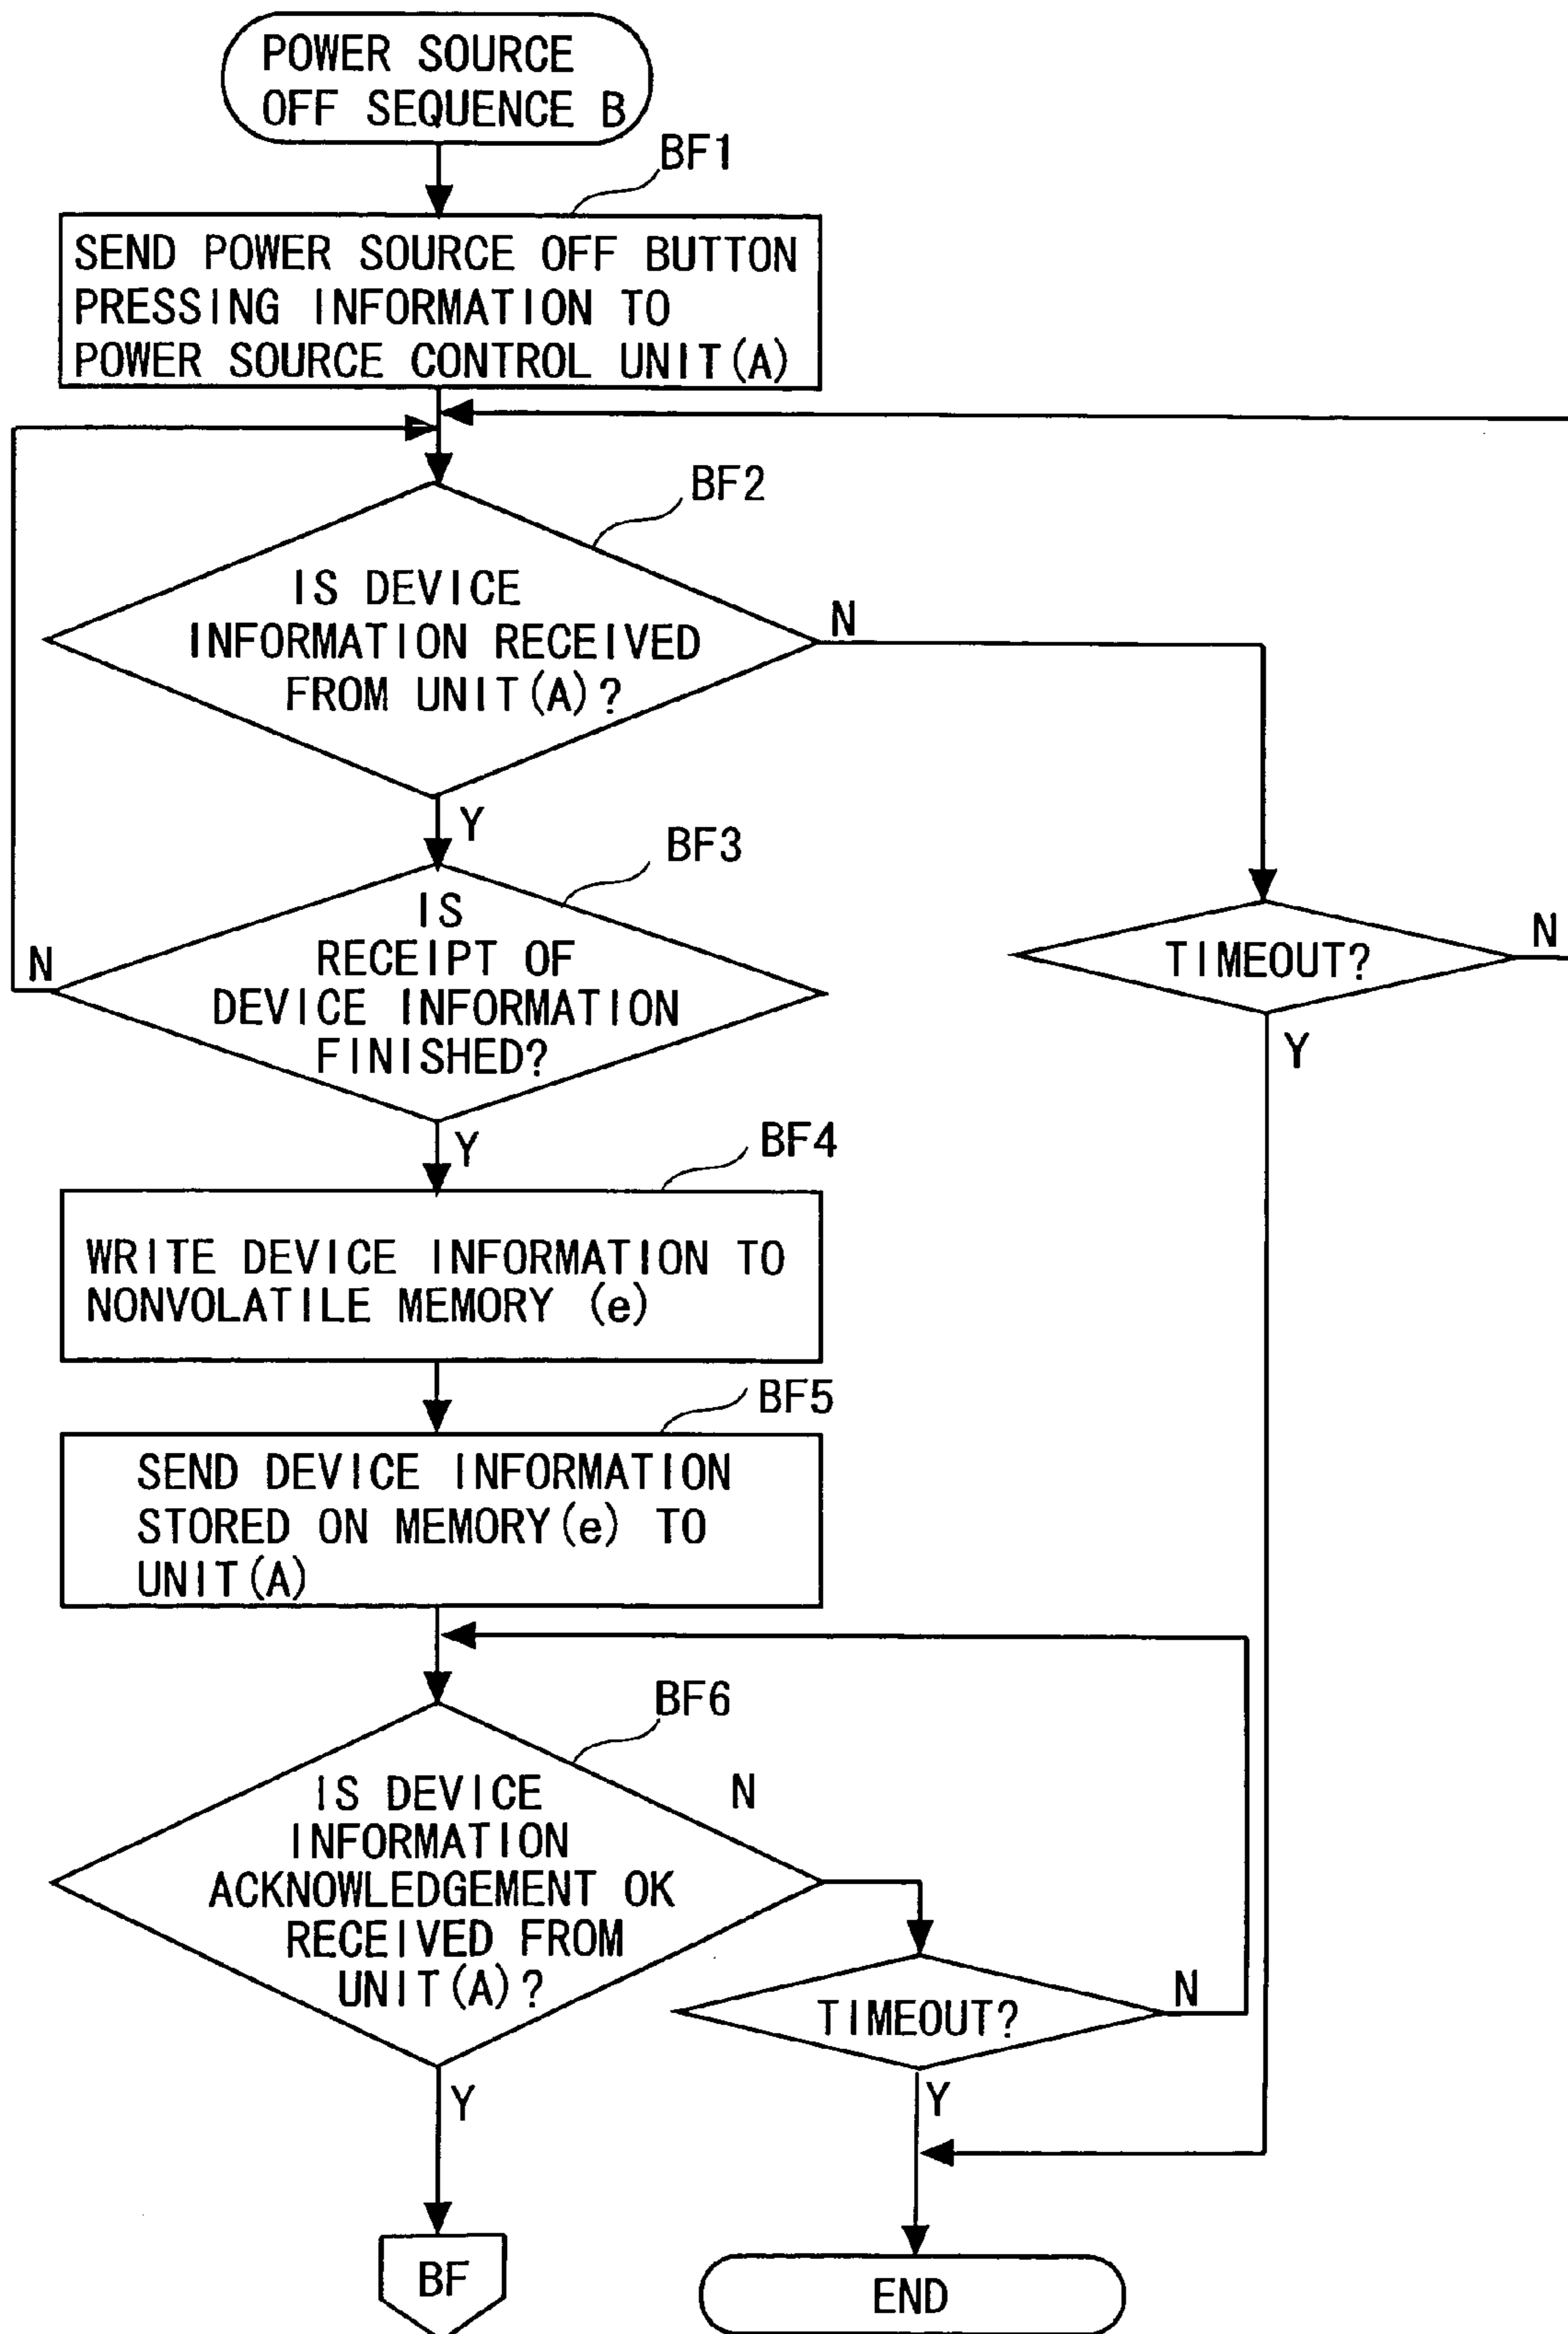 POWER SOURCE
OFF SEQUENCE B
BF1
SEND POWER SOURCE OFF BUTTON
PRESSING INFORMATION TO
POWER SOURCE CONTROL UNIT(A)
BF2
IS DEVICE
INFORMATION RECEIVED
FROM UNIT(A)?
N
Y
BF3
IS
RECEIPT OF
DEVICE INFORMATION
FINISHED?
N
TIMEOUT?
N
Y
Y
BF4
WRITE DEVICE INFORMATION TO
NONVOLATILE MEMORY (e)
BF5
SEND DEVICE INFORMATION
STORED ON MEMORY(e) TO
UNIT(A)
BF6
IS DEVICE
INFORMATION
ACKNOWLEDGEMENT OK
RECEIVED FROM
UNIT(A)?
N
TIMEOUT?
N
Y
Y
BF
END